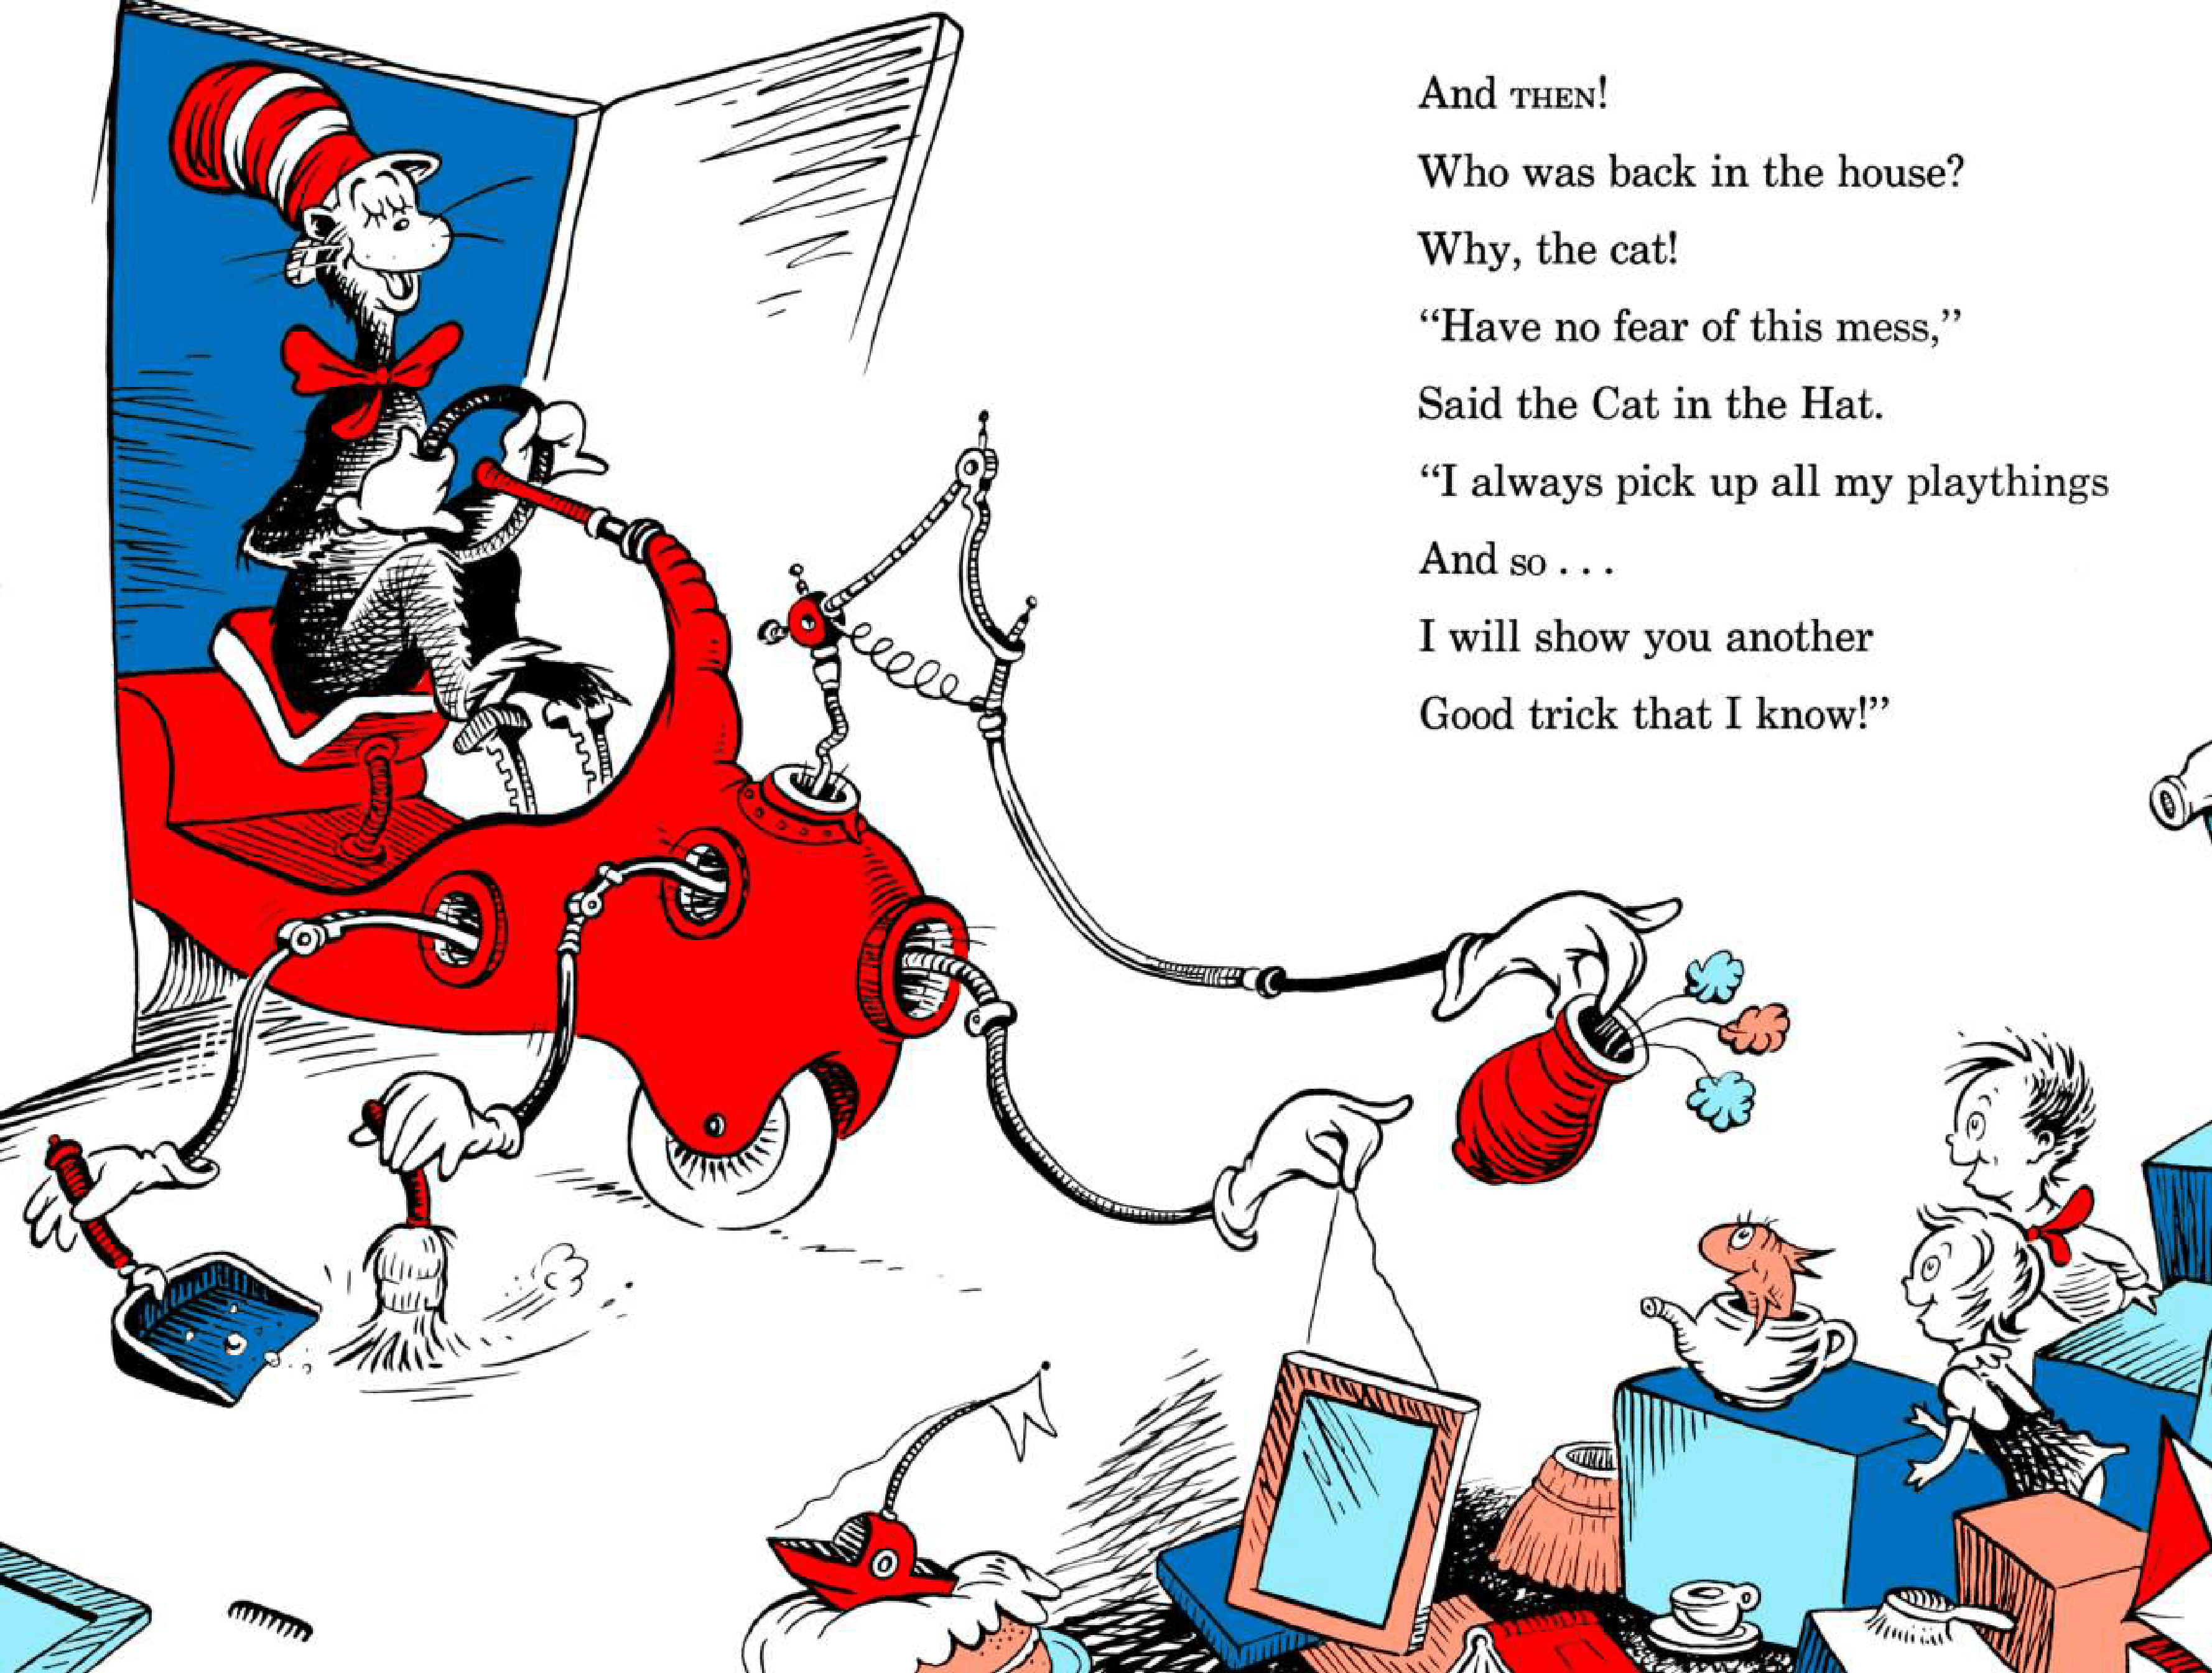 And THEN!
Who was back in the house?
Why, the cat!
“Have no fear of this mess,”
Said the Cat in the Hat.
“I always pick up all my playthings
And so . . .
I will show you another
Good trick that I know!”